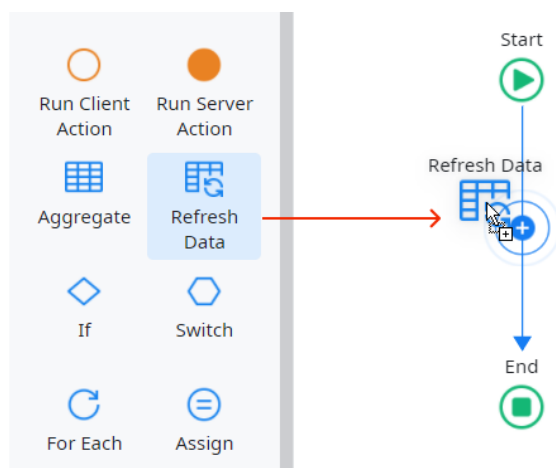 Run Client
Action
Run Server
Action
Aggregate
Refresh
Data
If
Switch
For Each
Assign
Start
Refresh Data
End